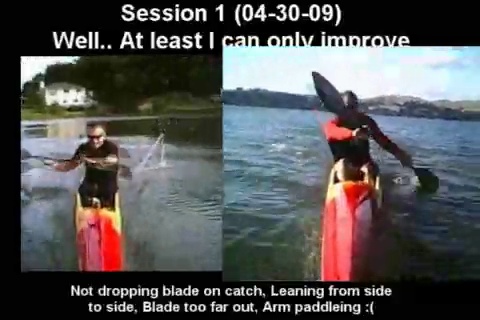 Session 1 (04-30-09)
Well.. At least I can only improve
Not dropping blade on catch, Leaning from side
to side, Blade too far out, Arm paddleing :(